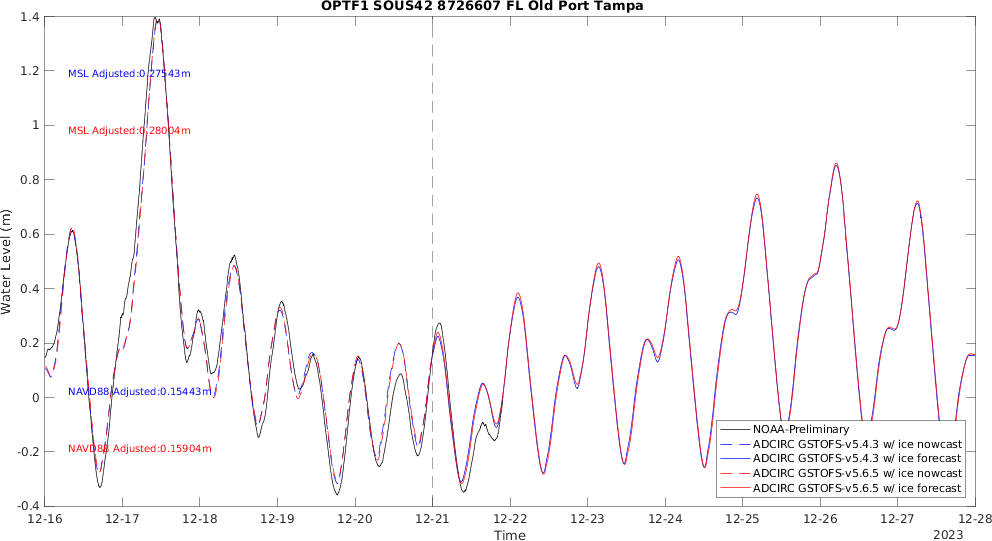 OPTF1 SOUS42 8726607 FL Old Port Tampa
1.4
1.2
1
0.8
0.6
0.4
0.2
0
-0.2
-0.4
Water Level (m)
MSL Adjusted:0.27543m
MSL Adjusted:0.28004m
NAVD88 Adjusted:0.15443m
NAVD88 Adjusted:0.15904m
NOAA-Preliminary
ADCIRC GSTOFS-v5.4.3 w/ ice nowcast
ADCIRC GSTOFS-v5.4.3 w/ ice forecast
ADCIRC GSTOFS-v5.6.5 w/ ice nowcast
ADCIRC GSTOFS-v5.6.5 w/ ice forecast
12-16 12-17 12-18 12-19 12-20 12-21 12-22 12-23 12-24 12-25 12-26 12-27 12-28
Time
2023